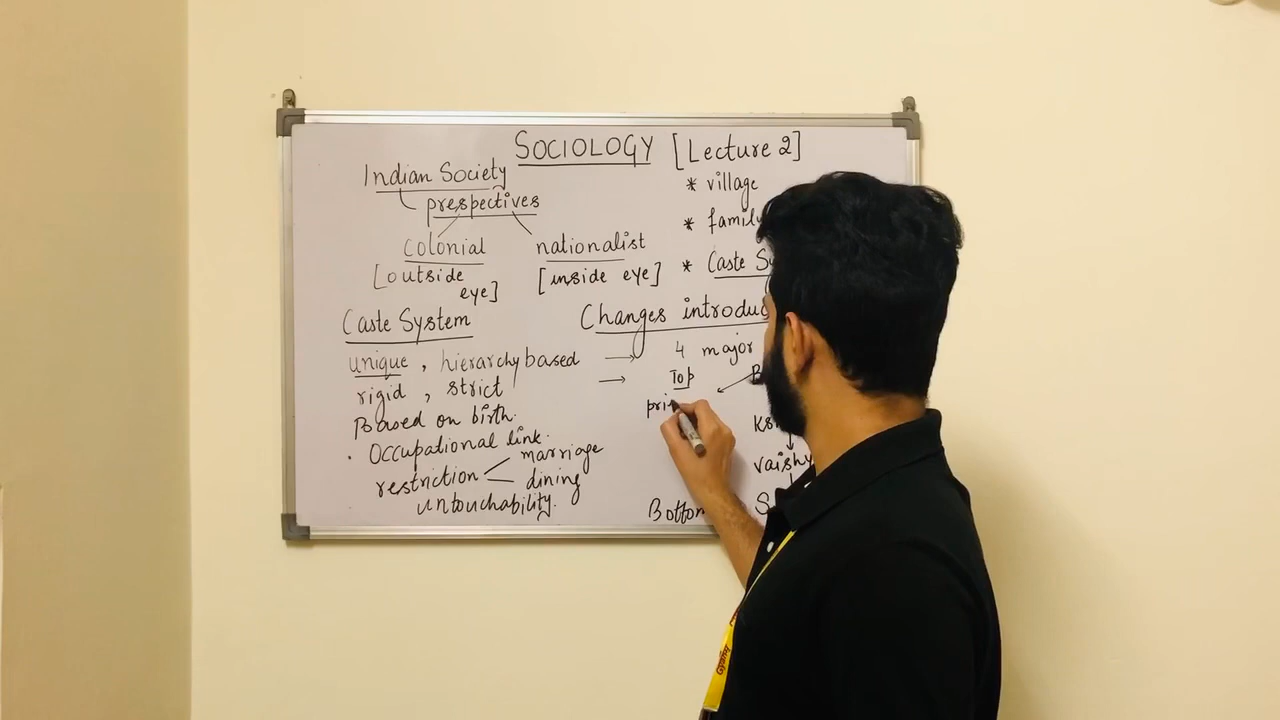 SOCIOLOGY [Lecture 2]
Indian Society
prespectives
colonial
[outside
eye]
nationalist
[inside eye]
* village
* family
* Caste
Caste System
unique, hierarchy based
rigid, strict
Based on birth.
. Occupational link.
restriction
marriage
dining
untouchability.
Changes
→ 4 major
→ Top
Bottom